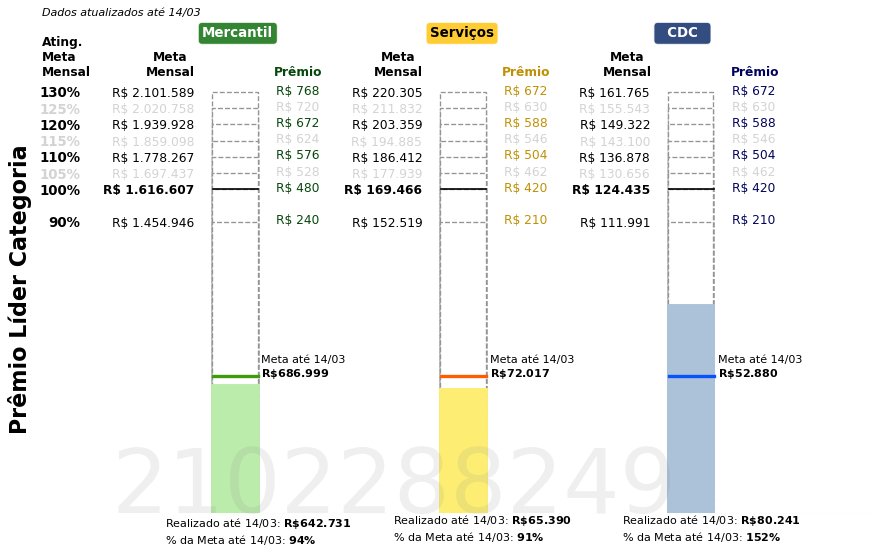 Dados atualizados até 14/03
Mercantil Serviços CDC
Ating.
Meta
Mensal
Meta
Mensal
Prêmio
Meta
Mensal
Prêmio
Meta
Mensal
Prêmio
130% R$ 2.101.589 R$ 768 R$ 220.305 R$ 672 R$ 161.765 R$ 672
125% R$ 2.020.758 R$ 720 R$ 211.832 R$ 630 R$ 155.543 R$ 630
120% R$ 1.939.928 R$ 672 R$ 203.359 R$ 588 R$ 149.322 R$ 588
115% R$ 1.859.098 R$ 624 R$ 194.885 R$ 546 R$ 143.100 R$ 546
110% R$ 1.778.267 R$ 576 R$ 186.412 R$ 504 R$ 136.878 R$ 504
105% R$ 1.697.437 R$ 528 R$ 177.939 R$ 462 R$ 130.656 R$ 462
100% R$ 1.616.607 R$ 480 R$ 169.466 R$ 420 R$ 124.435 R$ 420
90% R$ 1.454.946 R$ 240 R$ 152.519 R$ 210 R$ 111.991 R$ 210
Prêmio Líder Categoria
Meta até 14/03
R$686.999
Meta até 14/03
R$72.017
Meta até 14/03
R$52.880
2102288249
Realizado até 14/03: R$642.731
% da Meta até 14/03: 94%
Realizado até 14/03: R$65.390
% da Meta até 14/03: 91%
Realizado até 14/03: R$80.241
% da Meta até 14/03: 152%